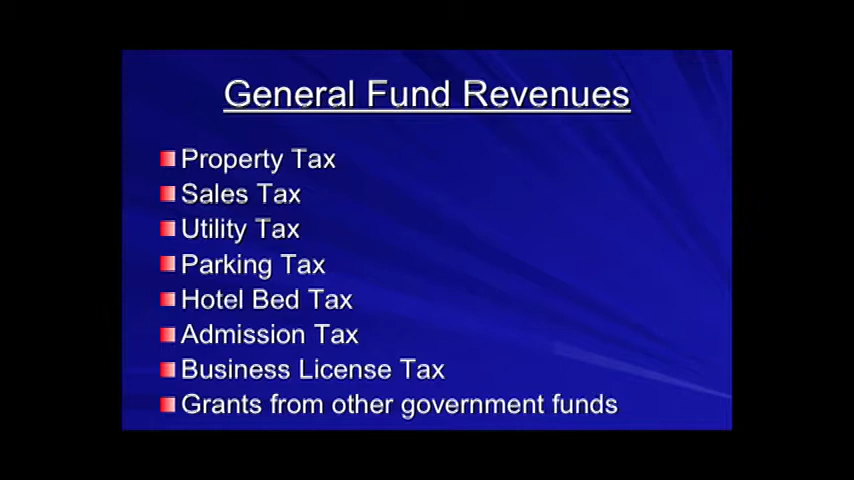 General Fund Revenues
Property Tax
Sales Tax
Utility Tax
Parking Tax
Hotel Bed Tax
Admission Tax
Business License Tax
Grants from other government funds